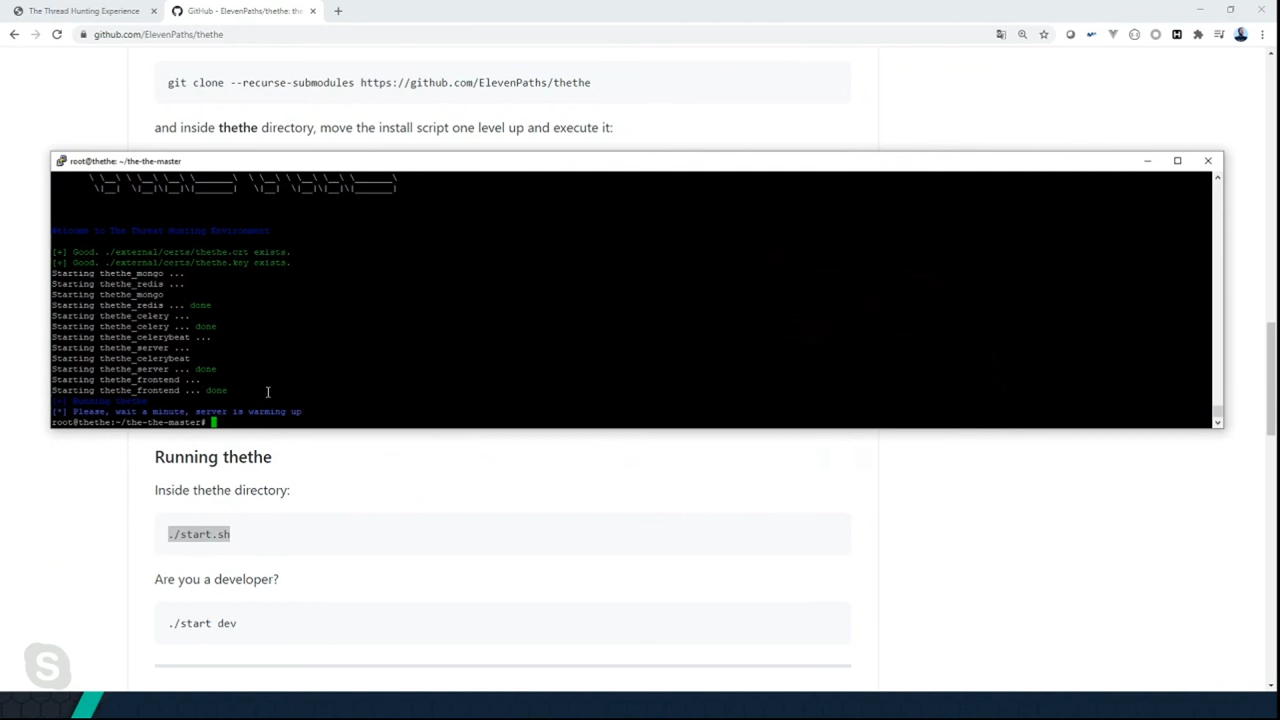 The Thread Hunting Experience
GitHub - ElevenPaths/thethe: the
github.com/ElevenPaths/thethe
git clone --recurse-submodules https://github.com/ElevenPaths/thethe
and inside thethe directory, move the install script one level up and execute it:
root@thethe: ~/the-the-master
Welcome to The Threat Hunting Environment
[+] Good. ./external/certs/thethe.crt exists.
[+] Good. ./external/certs/thethe.key exists.
Starting thethe_mongo ...
Starting thethe_redis ...
Starting thethe_mongo
Starting thethe_redis ... done
Starting thethe_celery ...
Starting thethe_celery ... done
Starting thethe_celerybeat ...
Starting thethe_server ...
Starting thethe_celerybeat
Starting thethe_server ... done
Starting thethe_frontend ...
Starting thethe_frontend ... done
[*] Running thethe
[*] Please, wait a minute, server is warming up
root@thethe:~/the-the-master#
Running thethe
Inside thethe directory:
./start.sh
Are you a developer?
./start dev